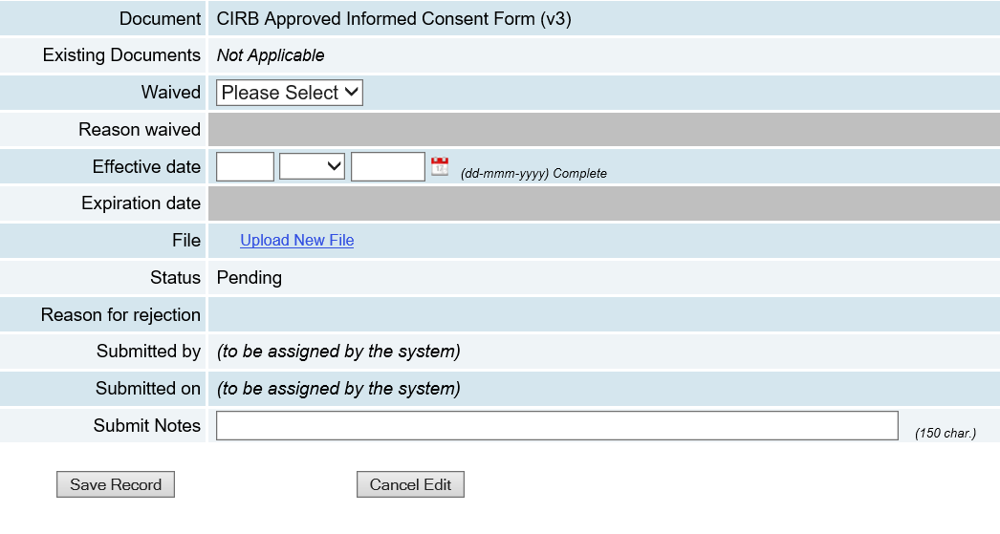 Document CIRB Approved Informed Consent Form (v3)
Existing Documents Not Applicable
Waived Please Select
Reason waived
Effective date (dd-mmm-yyyy) Complete
Expiration date
File Upload New File
Status Pending
Reason for rejection
Submitted by (to be assigned by the system)
Submitted on (to be assigned by the system)
Submit Notes (150 char.)
Save Record Cancel Edit